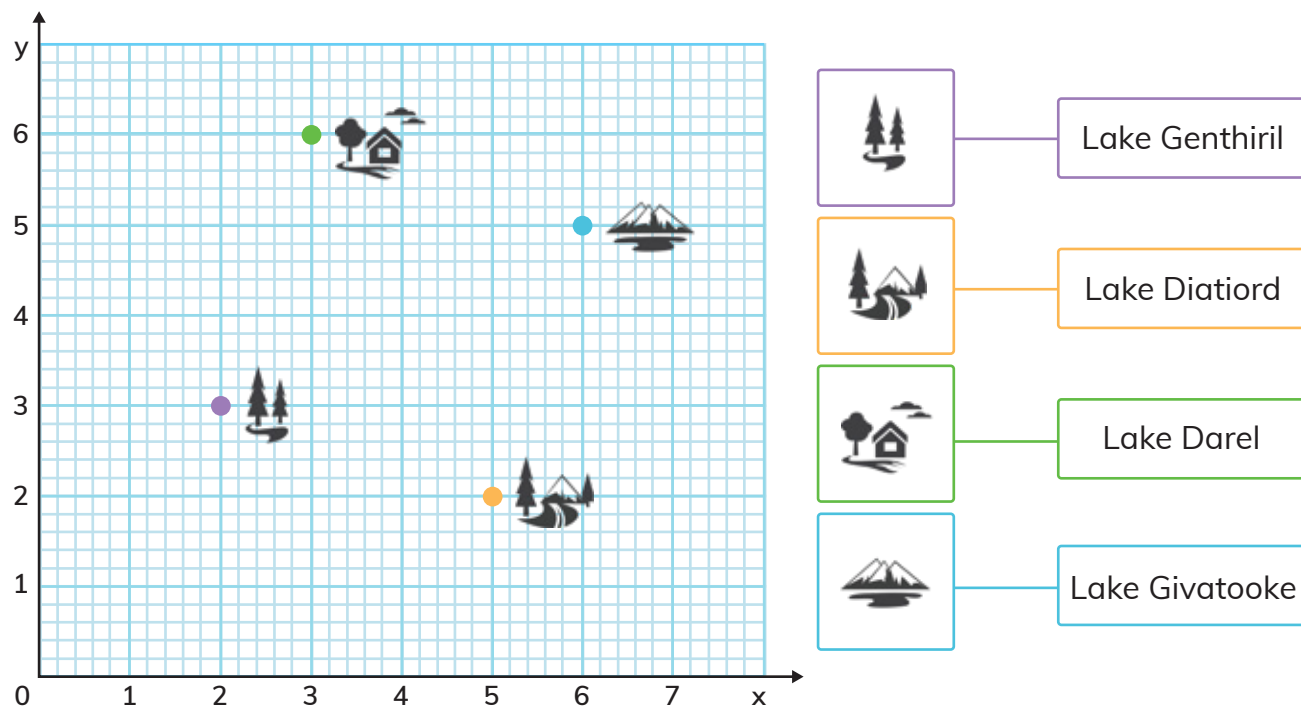 y
6
5
4
3
2
1
0 1 2 3 4 5 6 7 x
Lake Genthiril
Lake Diatiord
Lake Darel
Lake Givatooke